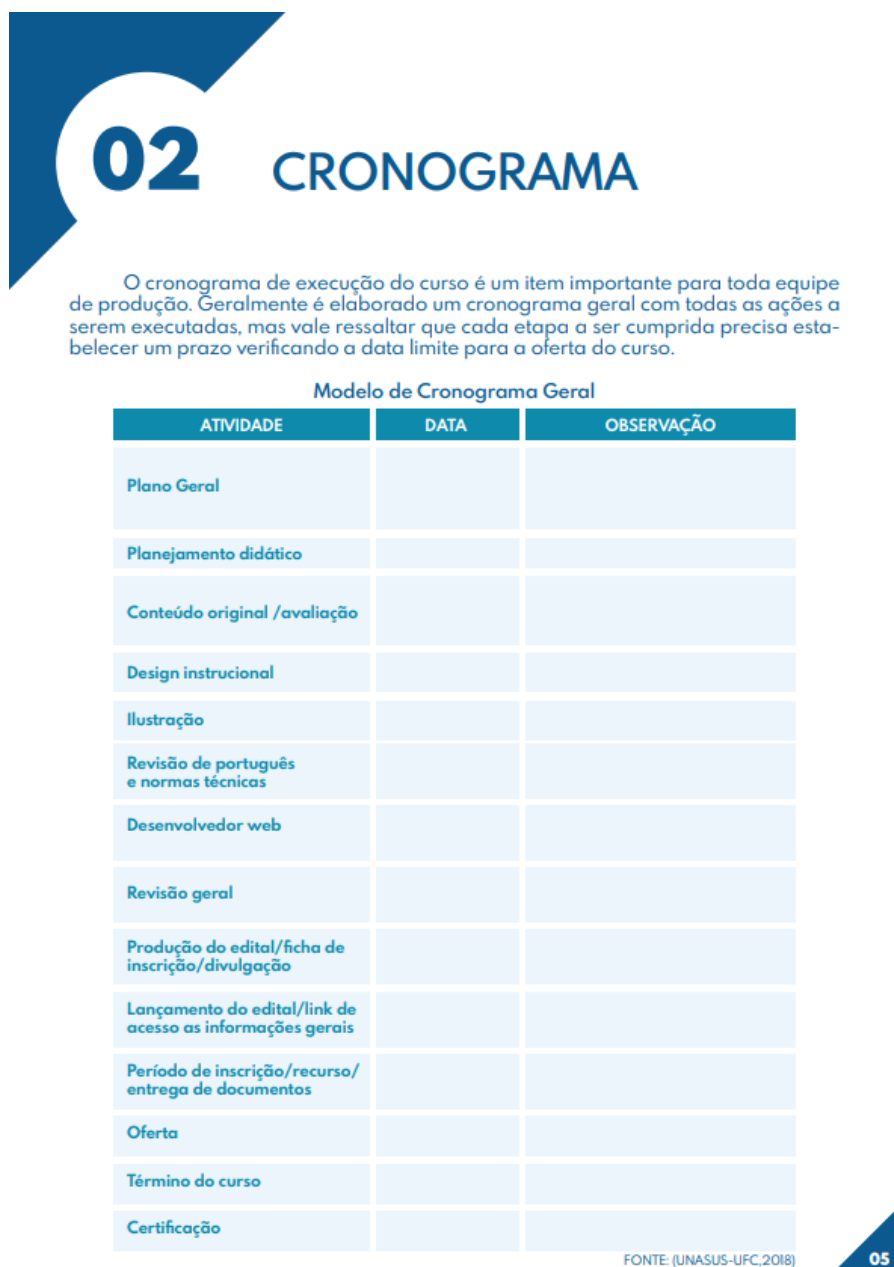 02 CRONOGRAMA
O cronograma de execução do curso é um item importante para toda equipe
de produção. Geralmente é elaborado um cronograma geral com todas as ações a
serem executadas, mas vale ressaltar que cada etapa a ser cumprida precisa esta-
belecer um prazo verificando a data limite para a oferta do curso.
Modelo de Cronograma Geral
ATIVIDADE DATA OBSERVAÇÃO
Plano Geral
Planejamento didático
Conteúdo original /avaliação
Design instrucional
Ilustração
Revisão de português
e normas técnicas
Desenvolvedor web
Revisão geral
Produção do edital/ficha de
inscrição/divulgação
Lançamento do edital/link de
acesso as informações gerais
Período de inscrição/recurso/
entrega de documentos
Oferta
Término do curso
Certificação
FONTE: (UNASUS-UFC,2018)
05